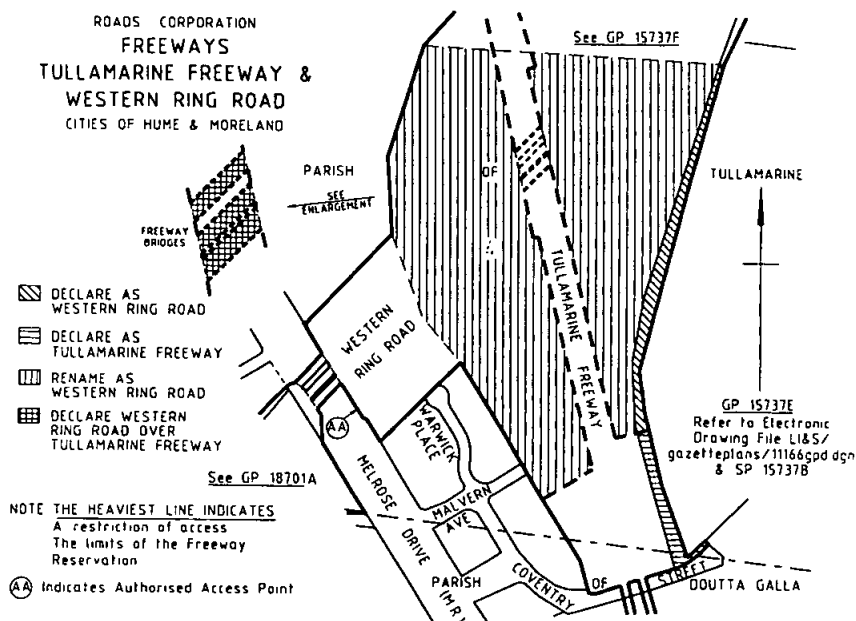 ROADS CORPORATION
FREEWAYS
TULLAMARINE FREEWAY &
WESTERN RING ROAD
CITIES OF HUME & MORELAND
See GP 15737F
PARISH
SEE
ENLARGEMENT
OF
TULLAMARINE
FREEWAY
BRIDGES
DECLARE AS
WESTERN RING ROAD
DECLARE AS
TULLAMARINE FREEWAY
RENAME AS
WESTERN RING ROAD
DECLARE WESTERN
RING ROAD OVER
TULLAMARINE FREEWAY
WESTERN
RING ROAD
TULLAMARINE FREEWAY
GP 15737E
Refer to Electronic
Drawing File LI&S/
gazetteplans/11166gpd dgn
& SP 15737B
AA
WARWICK
PLACE
See GP 18701A
MELROSE DRIVE
MALVERN
AVE
NOTE THE HEAVIEST LINE INDICATES
A restriction of access
The limits of the Freeway
Reservation
AA Indicates Authorised Access Point
PARISH
(M.R.
COVENTRY
OF
STREET
DOUTTA GALLA